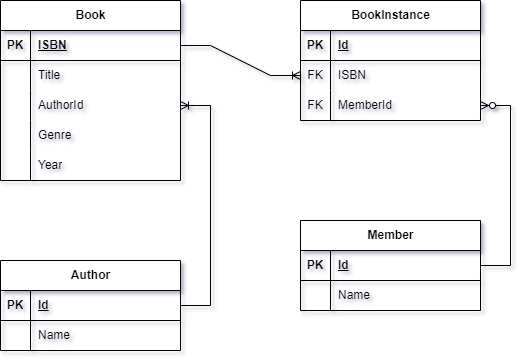 Book
PK ISBN
Title
AuthorId
Genre
Year
BookInstance
PK Id
FK ISBN
FK MemberId
Author
PK Id
Name
Member
PK Id
Name